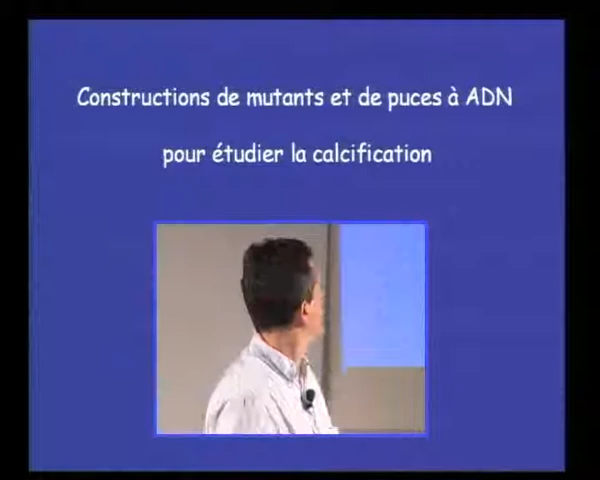 Constructions de mutants et de puces à ADN
pour étudier la calcification